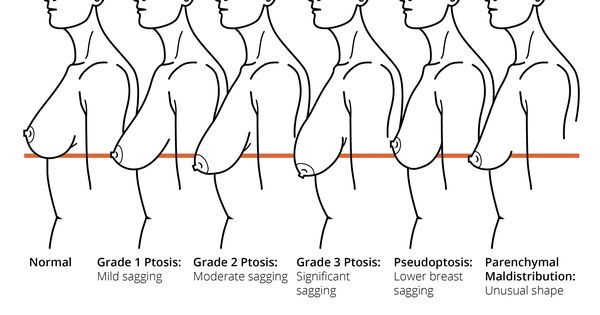 Normal
Grade 1 Ptosis:
Mild sagging
Grade 2 Ptosis:
Moderate sagging
Grade 3 Ptosis:
Significant
sagging
Pseudoptosis:
Lower breast
sagging
Parenchymal
Maldistribution:
Unusual shape